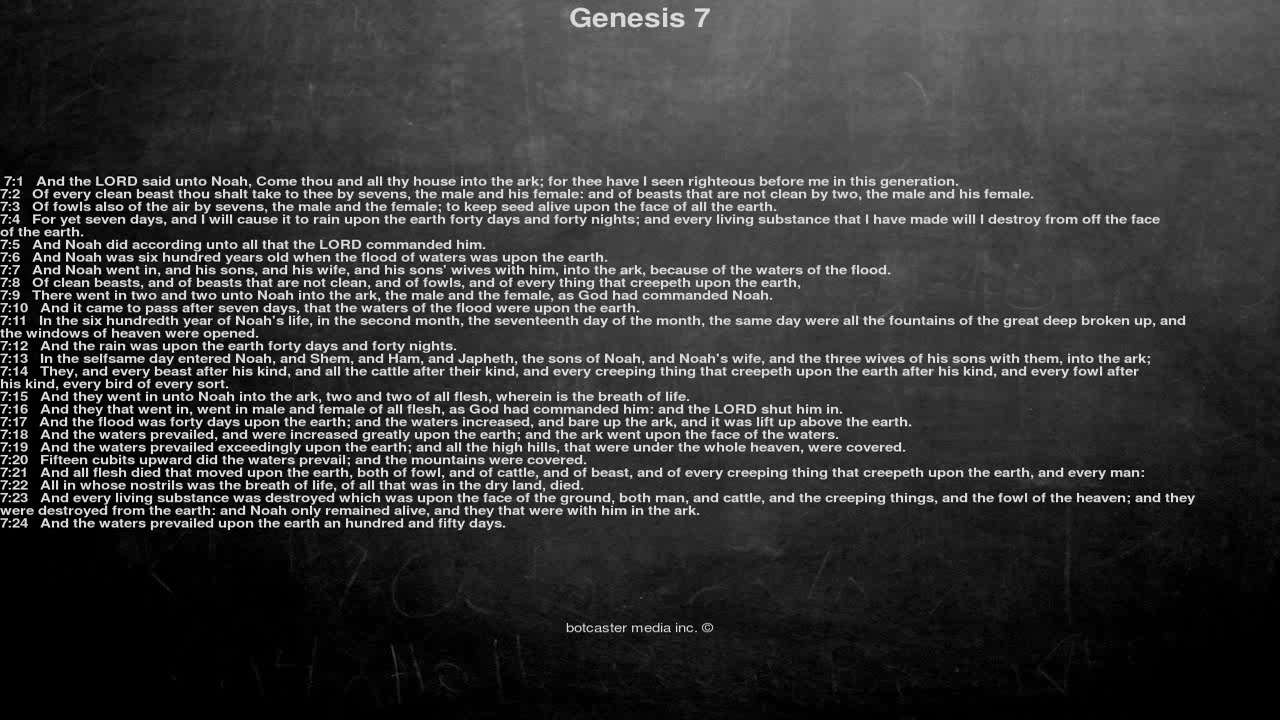 Genesis 7
7:1 And the LORD said unto Noah, Come thou and all thy house into the ark; for thee have I seen righteous before me in this generation.
7:2 Of every clean beast thou shalt take to thee by sevens, the male and his female: and of beasts that are not clean by two, the male and his female.
7:3 Of fowls also of the air by sevens, the male and the female; to keep seed alive upon the face of all the earth.
7:4 For yet seven days, and I will cause it to rain upon the earth forty days and forty nights; and every living substance that I have made will I destroy from off the face
of the earth.
7:5 And Noah did according unto all that the LORD commanded him.
7:6 And Noah was six hundred years old when the flood of waters was upon the earth.
7:7 And Noah went in, and his sons, and his wife, and his sons' wives with him, into the ark, because of the waters of the flood.
7:8 Of clean beasts, and of beasts that are not clean, and of fowls, and of every thing that creepeth upon the earth,
7:9 There went in two and two unto Noah into the ark, the male and the female, as God had commanded Noah.
7:10 And it came to pass after seven days, that the waters of the flood were upon the earth.
7:11 In the six hundredth year of Noah's life, in the second month, the seventeenth day of the month, the same day were all the fountains of the great deep broken up, and
the windows of heaven were opened.
7:12 And the rain was upon the earth forty days and forty nights.
7:13 In the selfsame day entered Noah, and Shem, and Ham, and Japheth, the sons of Noah, and Noah's wife, and the three wives of his sons with them, into the ark;
7:14 They, and every beast after his kind, and all the cattle after their kind, and every creeping thing that creepeth upon the earth after his kind, and every fowl after
his kind, every bird of every sort.
7:15 And they went in unto Noah into the ark, two and two of all flesh, wherein is the breath of life.
7:16 And they that went in, went in male and female of all flesh, as God had commanded him: and the LORD shut him in.
7:17 And the flood was forty days upon the earth; and the waters increased, and bare up the ark, and it was lift up above the earth.
7:18 And the waters prevailed, and were increased greatly upon the earth; and the ark went upon the face of the waters.
7:19 And the waters prevailed exceedingly upon the earth; and all the high hills, that were under the whole heaven, were covered.
7:20 Fifteen cubits upward did the waters prevail; and the mountains were covered.
7:21 And all flesh died that moved upon the earth, both of fowl, and of cattle, and of beast, and of every creeping thing that creepeth upon the earth, and every man:
7:22 All in whose nostrils was the breath of life, of all that was in the dry land, died.
7:23 And every living substance was destroyed which was upon the face of the ground, both man, and cattle, and the creeping things, and the fowl of the heaven; and they
were destroyed from the earth: and Noah only remained alive, and they that were with him in the ark.
7:24 And the waters prevailed upon the earth an hundred and fifty days.
botcaster media inc. ©